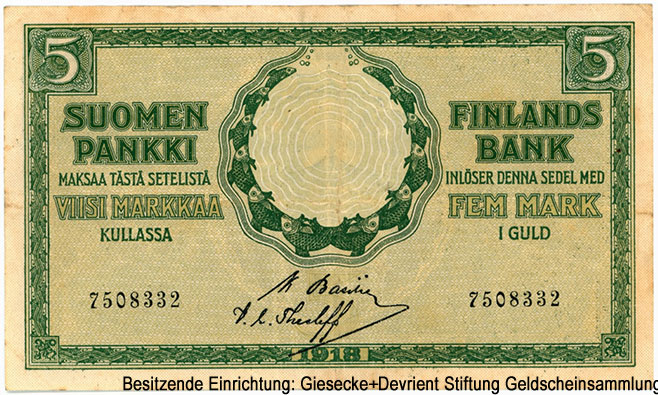 5
5
SUOMEN
PANKKI
MAKSAA TÄSTÄ SETELISTÄ
VIISI MARKKAA
KULLASSA
FINLANDS
BANK
INLÖSER DENNA SEDEL MED
FEM MARK
I GULD
7508332
7508332
Basilier
1918
Besitzende Einrichtung: Giesecke+Devrient Stiftung Geldscheinsammlung